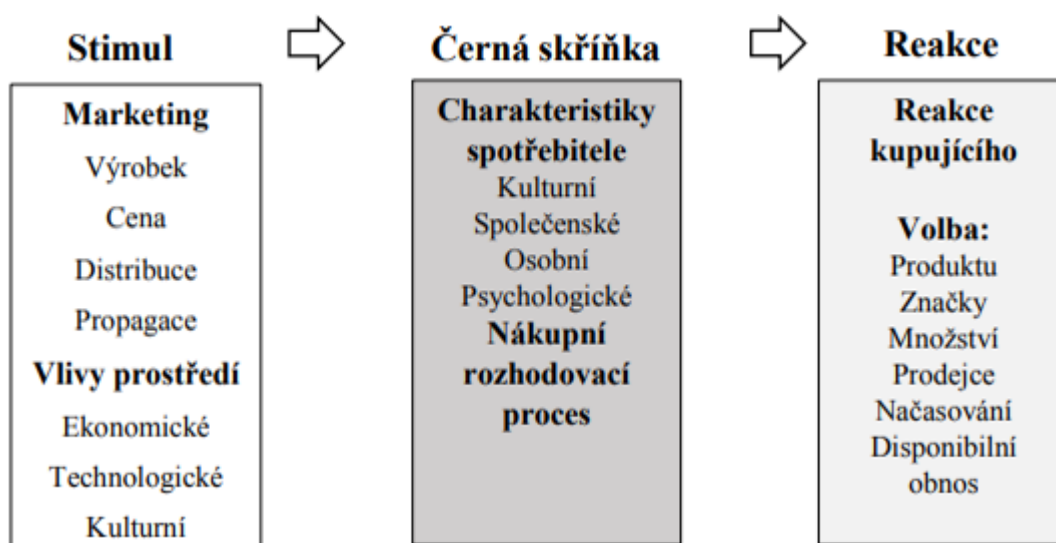 Stimul
Černá skříňka
Reakce
Marketing
Výrobek
Cena
Distribuce
Propagace
Vlivy prostředí
Ekonomické
Technologické
Kulturní
Charakteristiky
spotřebitele
Kulturní
Společenské
Osobní
Psychologické
Nákupní
rozhodovací
proces
Reakce
kupujícího
Volba:
Produktu
Značky
Množství
Prodejce
Načasování
Disponibilní
obnos